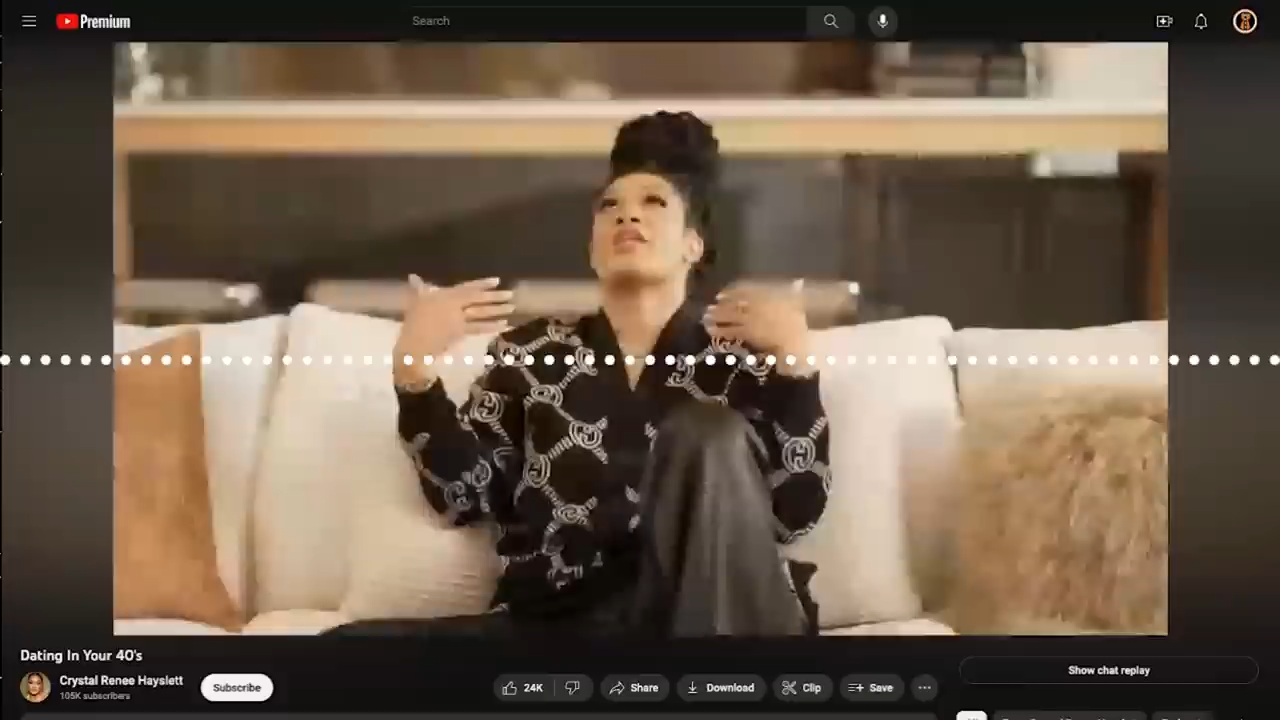 Premium
Search
Dating In Your 40's
Crystal Renee Hayslett
105K subscribers
Subscribe
24K
Share
Download
Clip
Save
Show chat replay